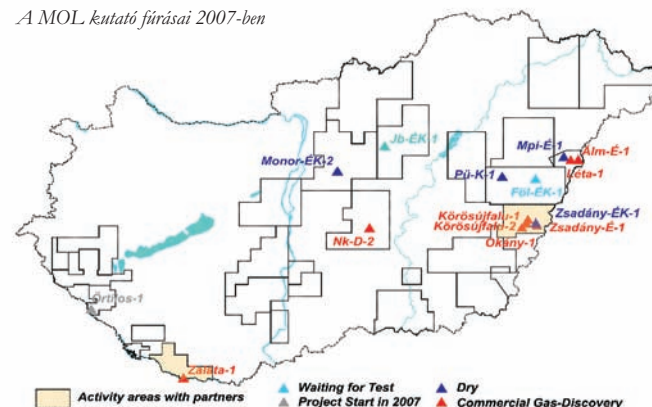 A MOL kutató fúrásai 2007-ben
Jb-ÉK-1
Monor-ÉK-2
Mpi-É-1
Álm-É-1
Léta-1
Pü-K-1
Föl-ÉK-1
Körösújfalu-1
Zsadány-ÉK-1
Körösújfalu-2
Zsadány-É-1
Okány-1
Nk-D-2
Őrtilos-1
Zaláta-1
Activity areas with partners
Waiting for Test
Dry
Project Start in 2007
Commercial Gas-Discovery